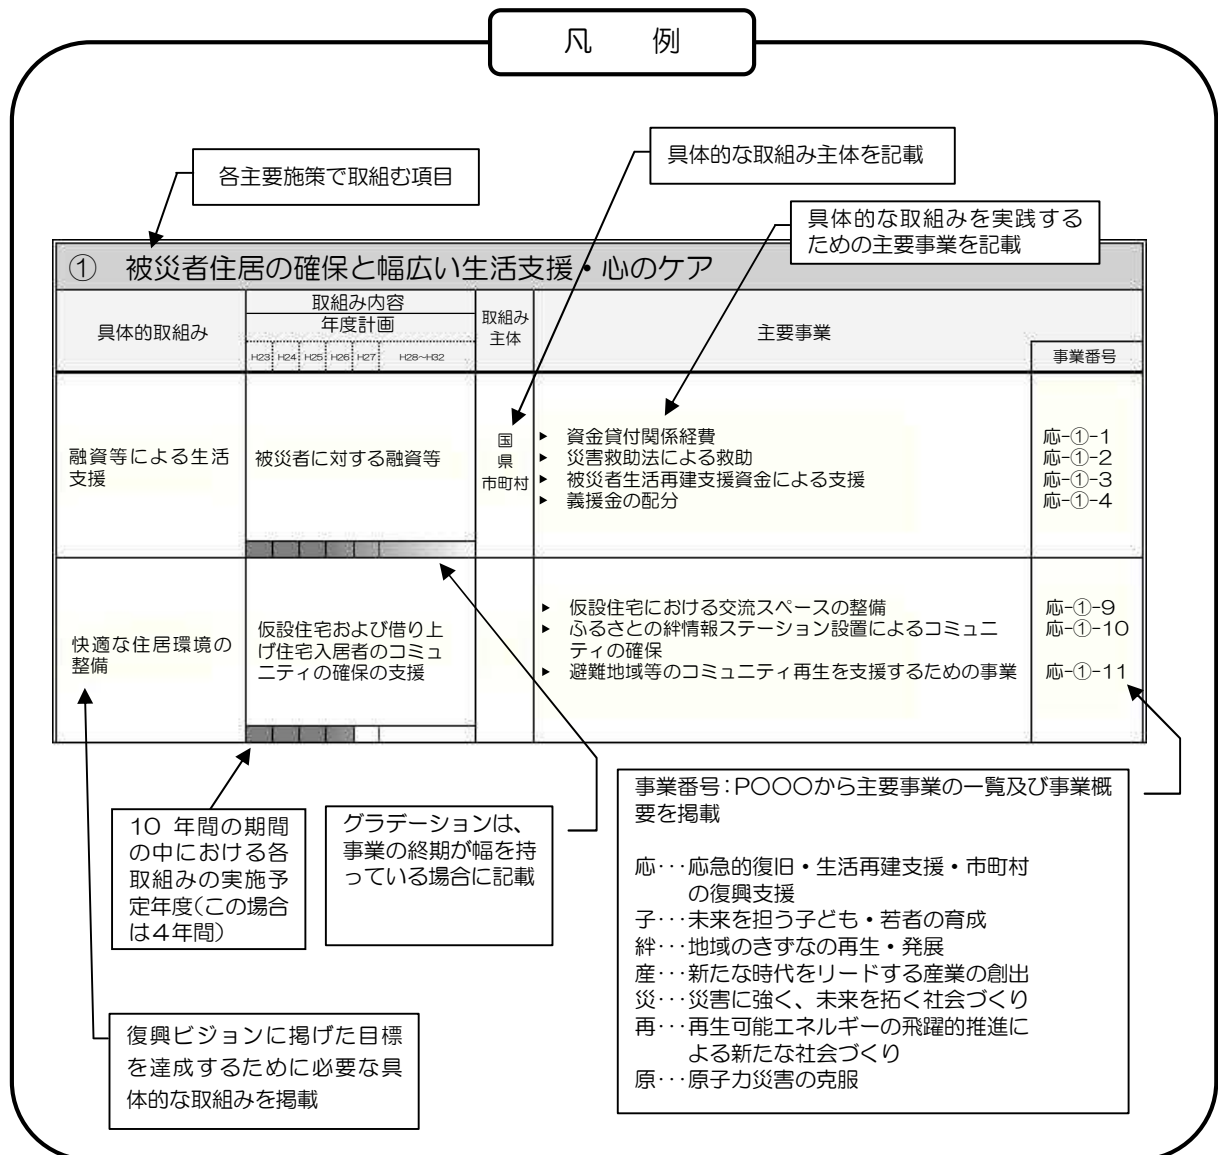 凡　例
具体的な取組み主体を記載
各主要施策で取組む項目
具体的な取組みを実践する
ための主要事業を記載
①　被災者住居の確保と幅広い生活支援・心のケア
具体的取組み
取組み内容
年度計画
H23 H24 H25 H26 H27 H28~H32
取組み
主体
主要事業
事業番号
融資等による生活
支援
被災者に対する融資等
国
県
市町村
▶ 資金貸付関係経費
▶ 災害救助法による救助
▶ 被災者生活再建支援資金による支援
▶ 義援金の配分
応-①-1
応-①-2
応-①-3
応-①-4
快適な住居環境の
整備
仮設住宅および借り上
げ住宅入居者のコミュ
ニティの確保の支援
▶ 仮設住宅における交流スペースの整備
▶ ふるさとの絆情報ステーション設置によるコミュニ
ティの確保
▶ 避難地域等のコミュニティ再生を支援するための事業
応-①-9
応-①-10
応-①-11
10 年間の期間
の中における各
取組みの実施予
定年度(この場合
は4年間)
グラデーションは、
事業の終期が幅を持
っている場合に記載
事業番号：P〇〇〇から主要事業の一覧及び事業概
要を掲載
応･･･応急的復旧・生活再建支援・市町村
の復興支援
子･･･未来を担う子ども・若者の育成
絆･･･地域のきずなの再生・発展
産･･･新たな時代をリードする産業の創出
災･･･災害に強く、未来を拓く社会づくり
再･･･再生可能エネルギーの飛躍的推進に
よる新たな社会づくり
原･･･原子力災害の克服
復興ビジョンに掲げた目標
を達成するために必要な具
体的な取組みを掲載